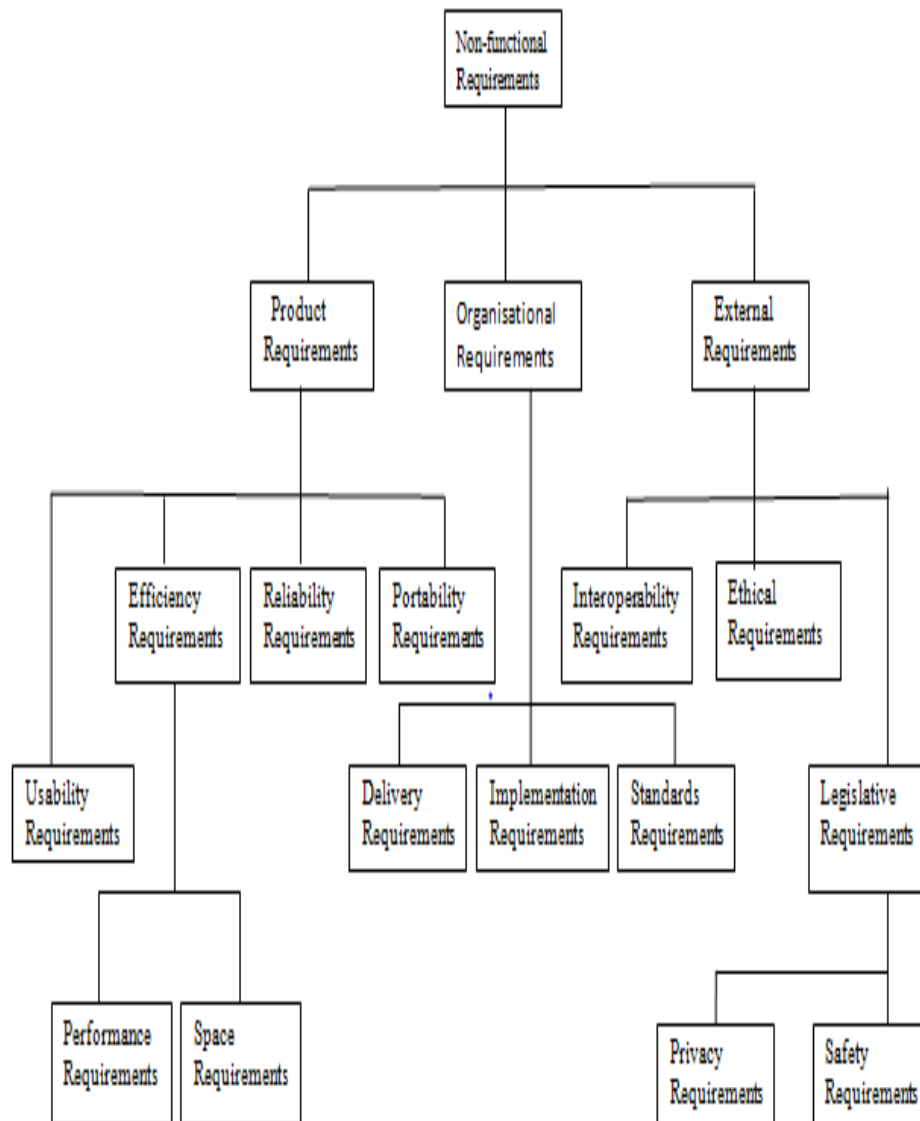 Non-functional
Requirements
Product
Requirements
Organisational
Requirements
External
Requirements
Efficiency
Requirements
Reliability
Requirements
Portability
Requirements
Interoperability
Requirements
Ethical
Requirements
Usability
Requirements
Delivery
Requirements
Implementation
Requirements
Standards
Requirements
Legislative
Requirements
Performance
Requirements
Space
Requirements
Privacy
Requirements
Safety
Requirements